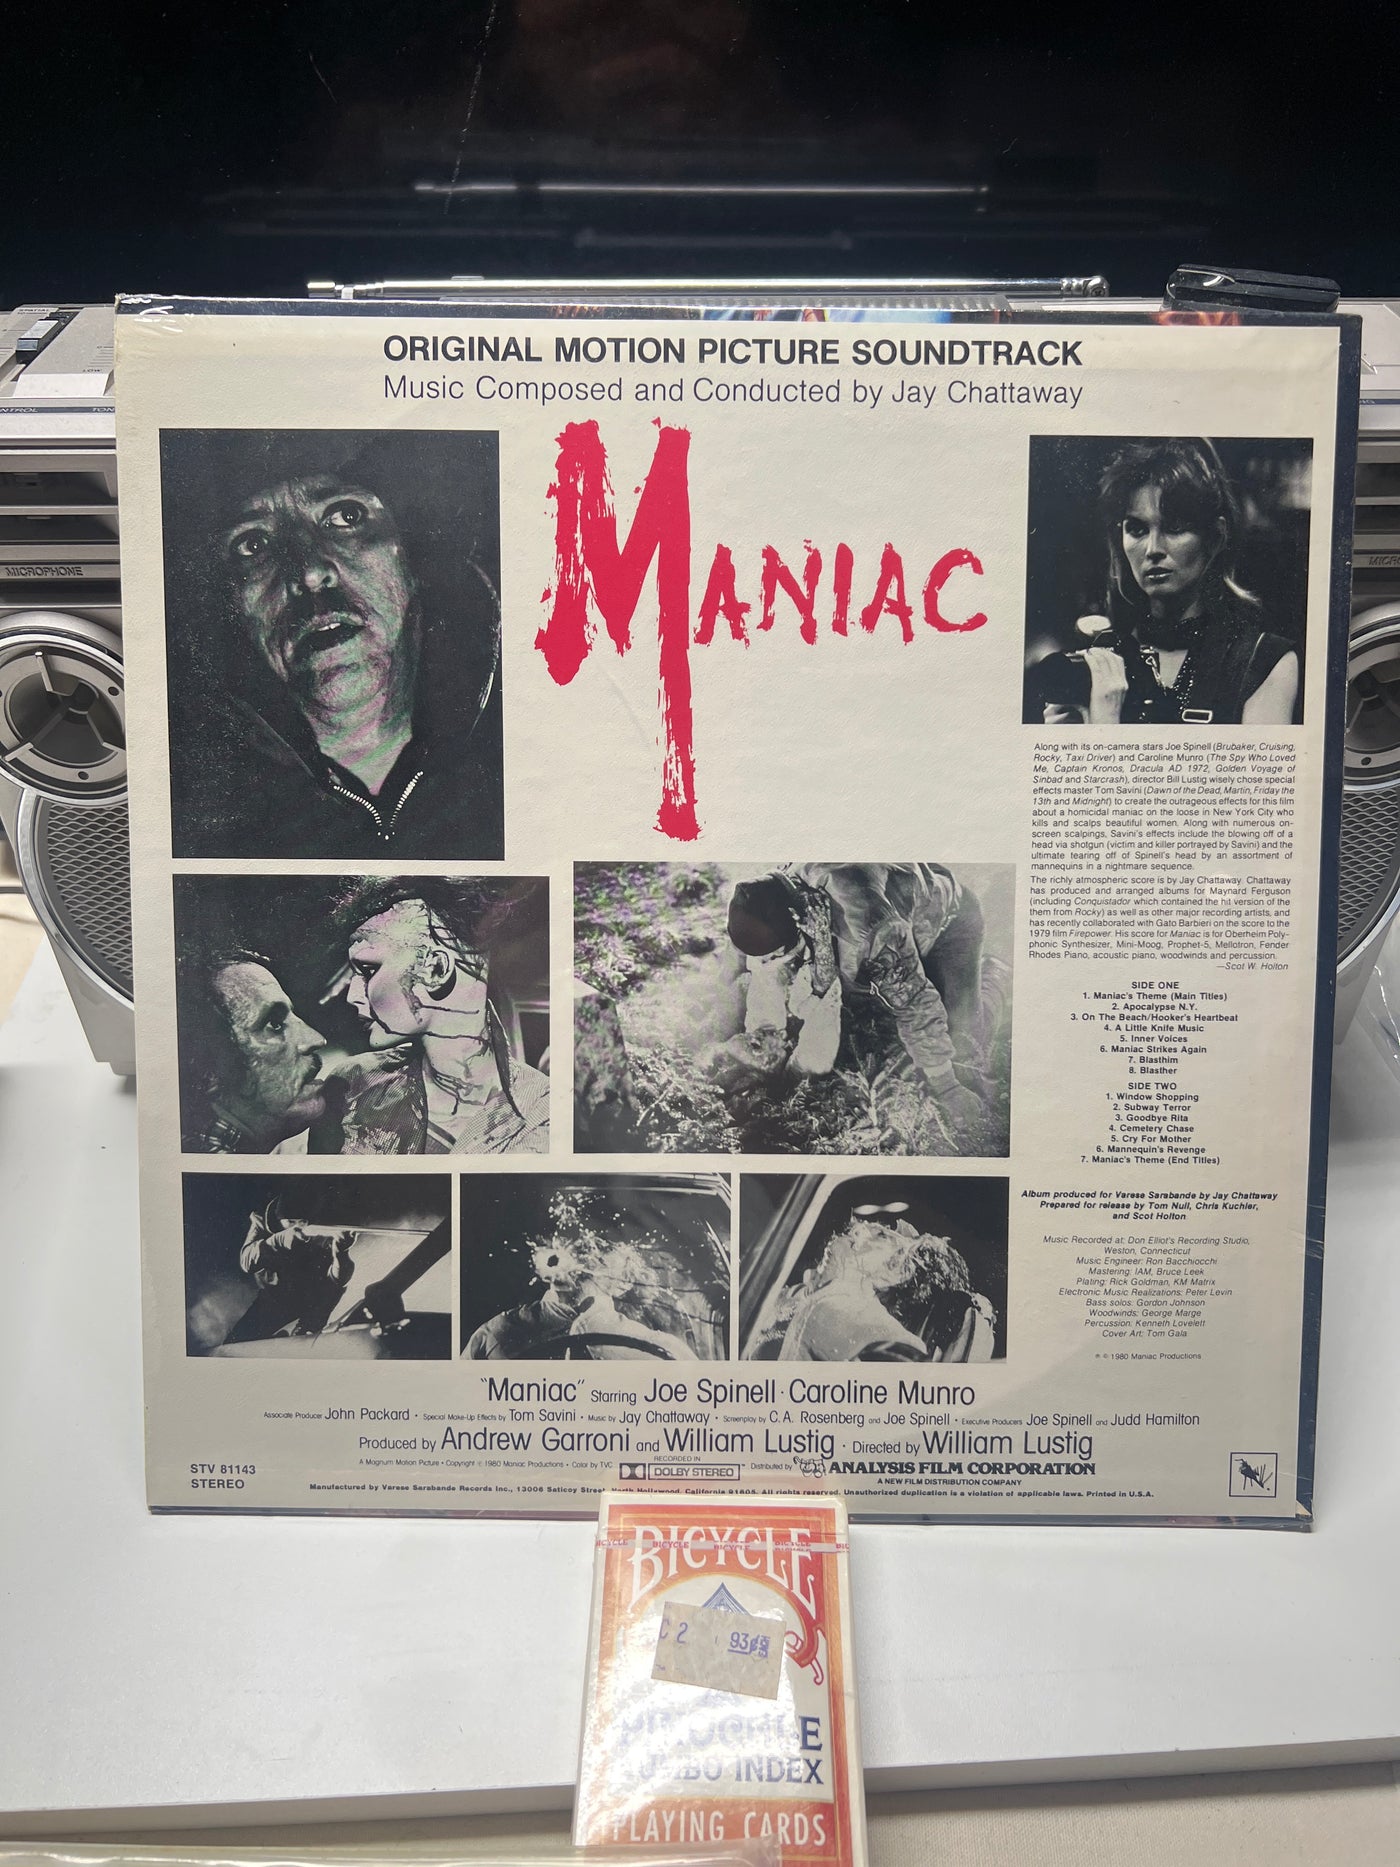 ORIGINAL MOTION PICTURE SOUNDTRACK
Music Composed and Conducted by Jay Chattaway
MANIAC
MICROPHONE
Along with its on-camera stars Joe Spinell (Brubaker, Cruising,
Rocky, Taxi Driver) and Caroline Munro (The Spy Who Loved
Me, Captain Kronos, Dracula AD 1972, Golden Voyage of
Sinbad and Starcrash), director Bill Lustig wisely chose special
effects master Tom Savini (Dawn of the Dead, Martin, Friday the
13th and Midnight) to create the outrageous effects for this film
about a homicidal maniac on the loose in New York City who
kills and scalps beautiful women. Along with numerous on-
screen scalpings, Savini's effects include the blowing off of a
head via shotgun (victim and killer portrayed by Savini) and the
ultimate tearing off of Spinell's head by an assortment of
mannequins in a nightmare sequence.
The richly atmospheric score is by Jay Chattaway. Chattaway
has produced and arranged albums for Maynard Ferguson
(including Conquistador which contained the hit version of the
them from Rocky) as well as other major recording artists, and
has recently collaborated with Gato Barbieri on the score to the
1979 film Firepower. His score for Maniac is for Oberheim Poly-
phonic Synthesizer, Mini-Moog, Prophet-5, Mellotron, Fender
Rhodes Piano, acoustic piano, woodwinds and percussion.
—Scot W. Holton
SIDE ONE
1. Maniac's Theme (Main Titles)
2. Apocalypse N.Y.
3. On The Beach/Hooker's Heartbeat
4. A Little Knife Music
5. Inner Voices
6. Maniac Strikes Again
7. Blasthim
8. Blasther
SIDE TWO
1. Window Shopping
2. Subway Terror
3. Goodbye Rita
4. Cemetery Chase
5. Cry For Mother
6. Mannequin's Revenge
7. Maniac's Theme (End Titles)
Album produced for Varese Sarabande by Jay Chattaway
Prepared for release by Tom Null, Chris Kuchler,
and Scot Holton
Music Recorded at: Don Elliot's Recording Studio,
Weston, Connecticut
Music Engineer: Ron Bacchiocchi
Mastering: IAM, Bruce Leek
Plating: Rick Goldman, KM Matrix
Electronic Music Realizations: Peter Levin
Bass solos: Gordon Johnson
Woodwinds: George Marge
Percussion: Kenneth Lovelett
Cover Art: Tom Gala
℗ © 1980 Maniac Productions
"Maniac" Starring Joe Spinell · Caroline Munro
Associate Producer John Packard · Special Make-Up Effects by Tom Savini · Music by Jay Chattaway · Screenplay by C.A. Rosenberg and Joe Spinell · Executive Producers Joe Spinell and Judd Hamilton
Produced by Andrew Garroni and William Lustig · Directed by William Lustig
A Magnum Motion Picture · Copyright © 1980 Maniac Productions · Color by TVC RECORDED IN DOLBY STEREO™ Distributed by ANALYSIS FILM CORPORATION
A NEW FILM DISTRIBUTION COMPANY
STV 81143
STEREO
Manufactured by Varese Sarabande Records Inc., 13006 Saticoy Street, North Hollywood, California 91605. All rights reserved. Unauthorized duplication is a violation of applicable laws. Printed in U.S.A.
BICYCLE BICYCLE BICYCLE
BICYCLE
C 2 93¢
JUMBO INDEX
PLAYING CARDS